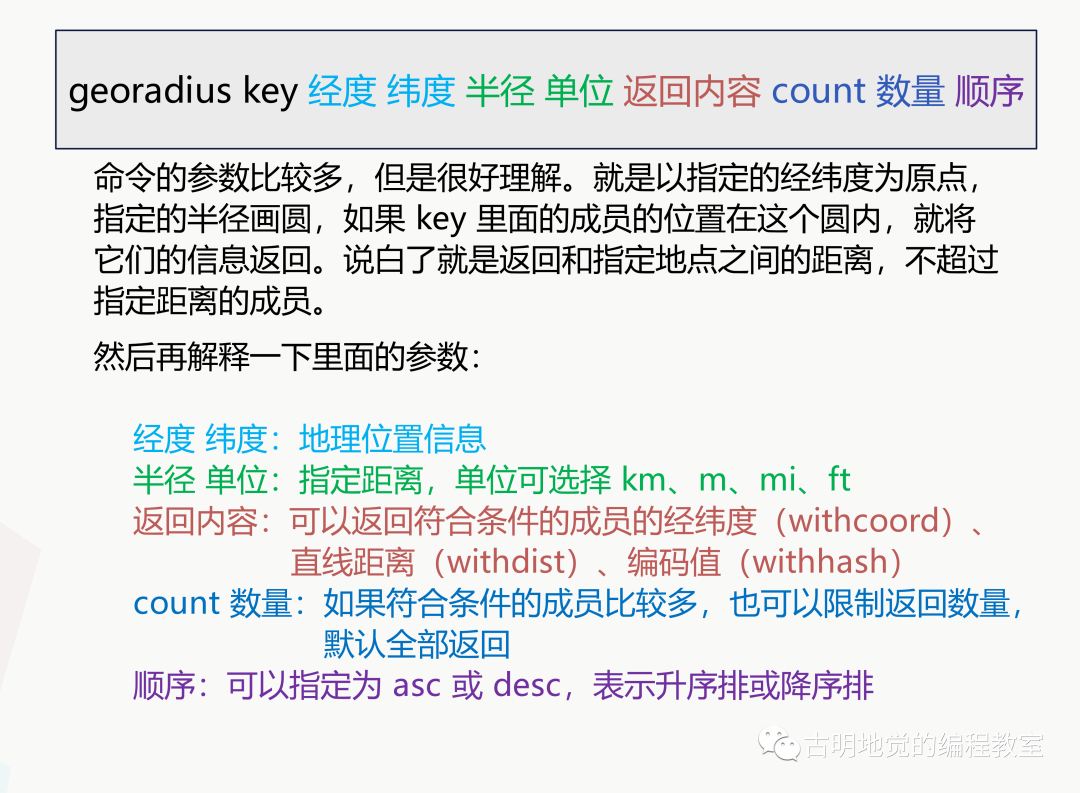 georadius key 经度 纬度 半径 单位 返回内容 count 数量 顺序
命令的参数比较多，但是很好理解。就是以指定的经纬度为原点，
指定的半径画圆，如果 key 里面的成员的位置在这个圆内，就将
它们的信息返回。说白了就是返回和指定地点之间的距离，不超过
指定距离的成员。
然后再解释一下里面的参数：
经度 纬度：地理位置信息
半径 单位：指定距离，单位可选择 km、m、mi、ft
返回内容：可以返回符合条件的成员的经纬度（withcoord）、
直线距离（withdist）、编码值（withhash）
count 数量：如果符合条件的成员比较多，也可以限制返回数量，
默认全部返回
顺序：可以指定为 asc 或 desc，表示升序排或降序排
古明地觉的编程教室